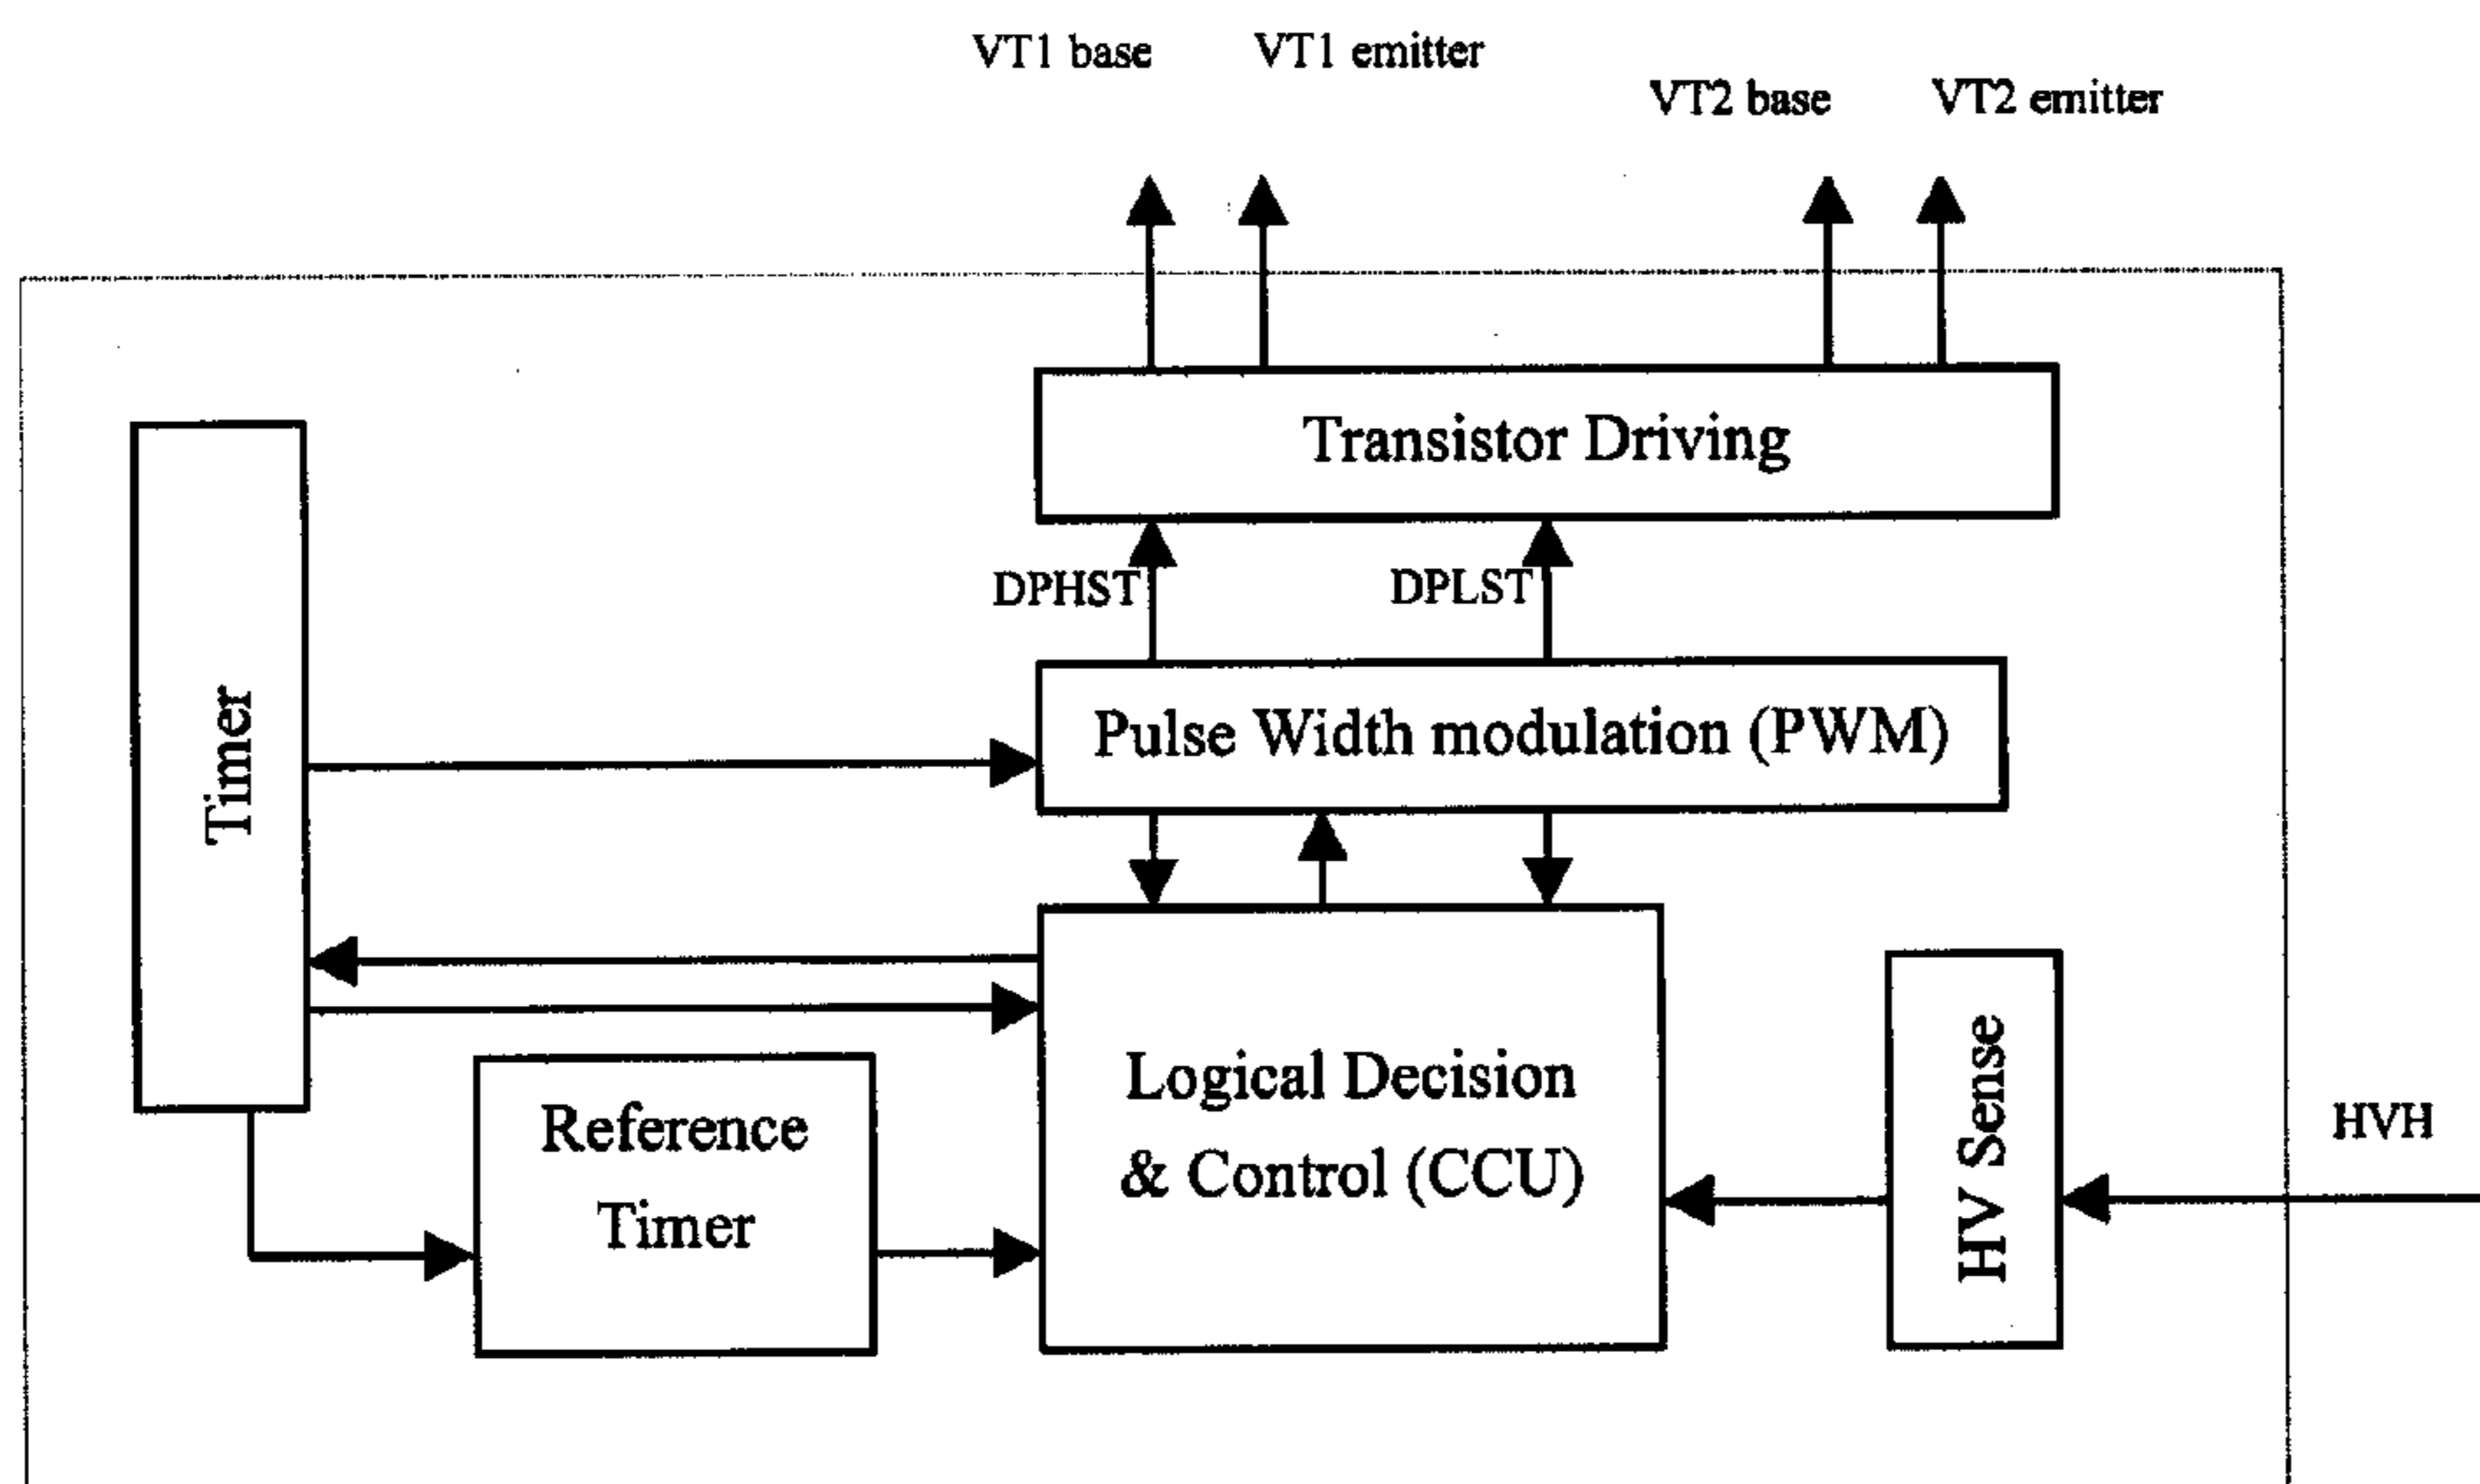 VT1 base
VT1 emitter
VT2 base
VT2 emitter
Transistor Driving
DPHST
DPLST
Timer
Pulse Width modulation (PWM)
Reference
Timer
Logical Decision
& Control (CCU)
HV Sense
HVH